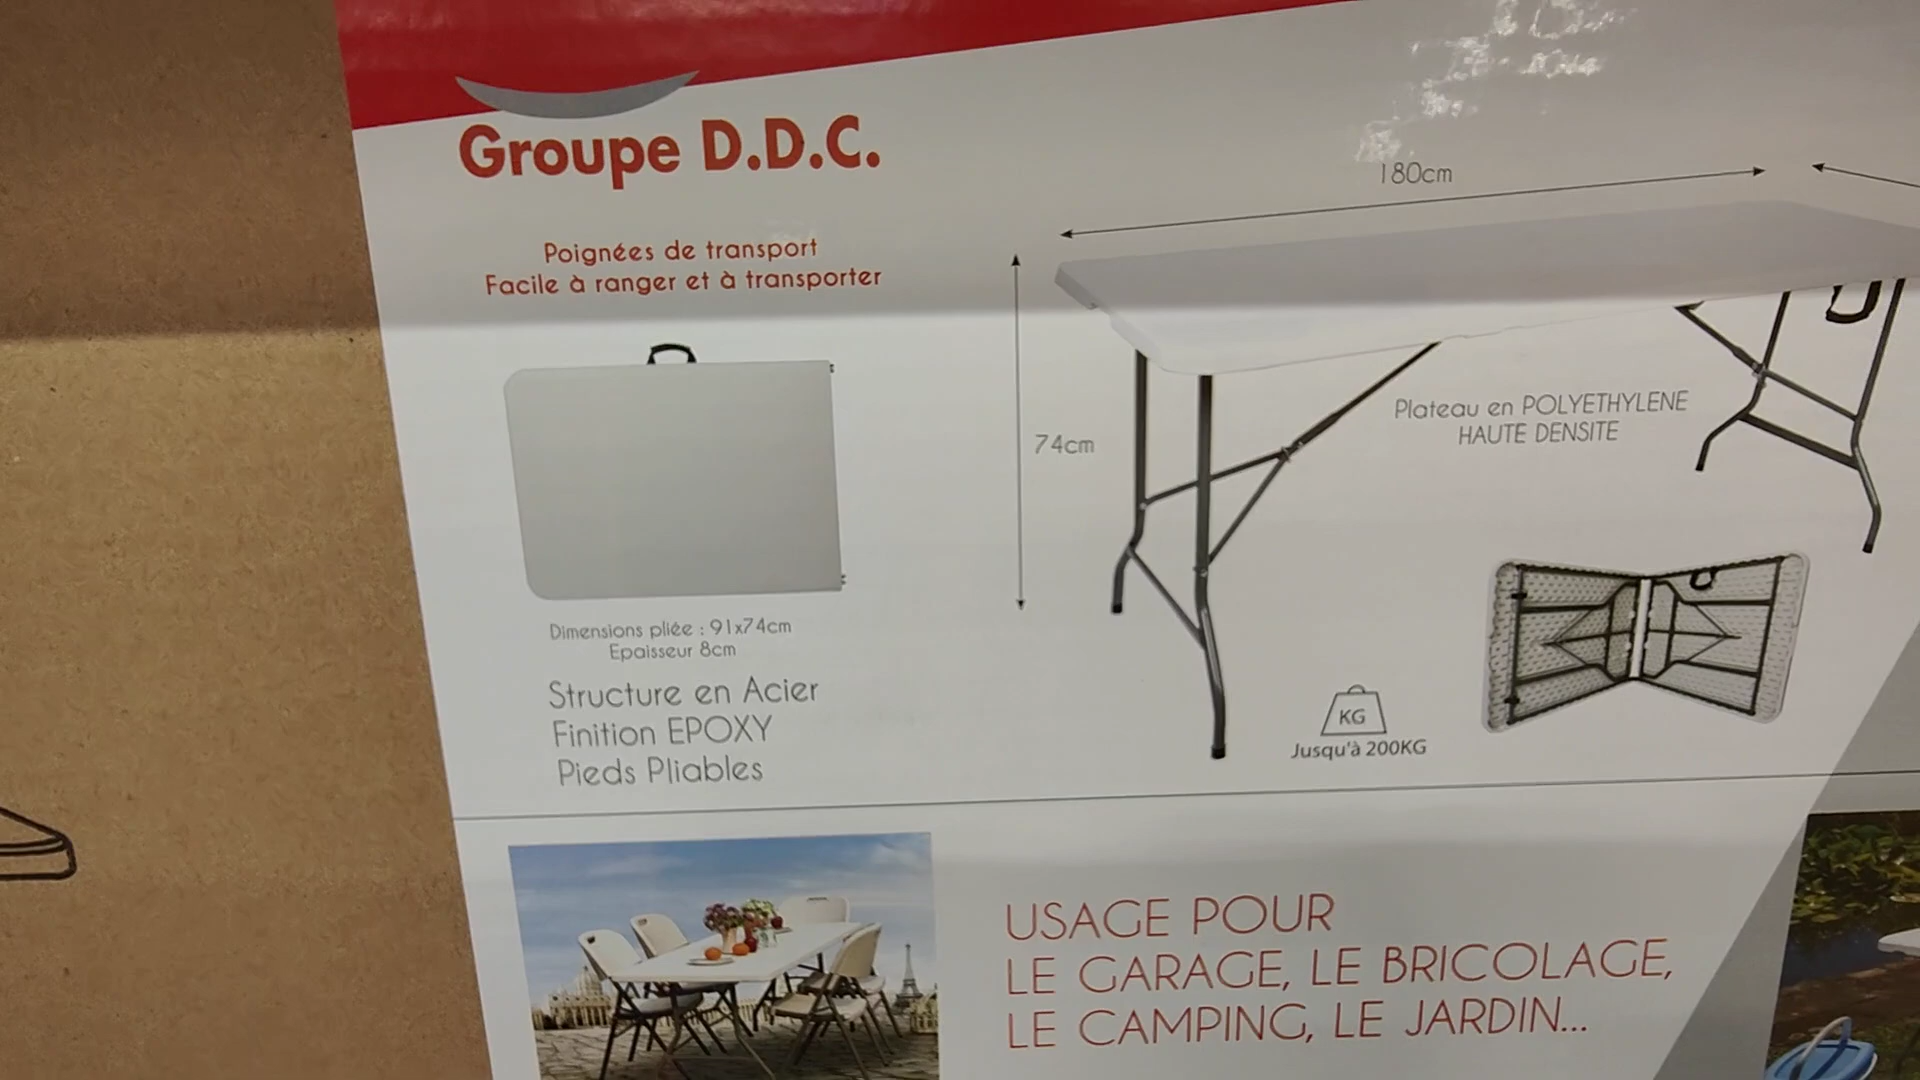 Groupe D.D.C.
Poignées de transport
Facile à ranger et à transporter
Dimensions pliée : 91x74cm
Epaisseur 8cm
Structure en Acier
Finition EPOXY
Pieds Pliables
180cm
74cm
Plateau en POLYETHYLENE
HAUTE DENSITE
KG
Jusqu'à 200KG
USAGE POUR
LE GARAGE, LE BRICOLAGE,
LE CAMPING, LE JARDIN...